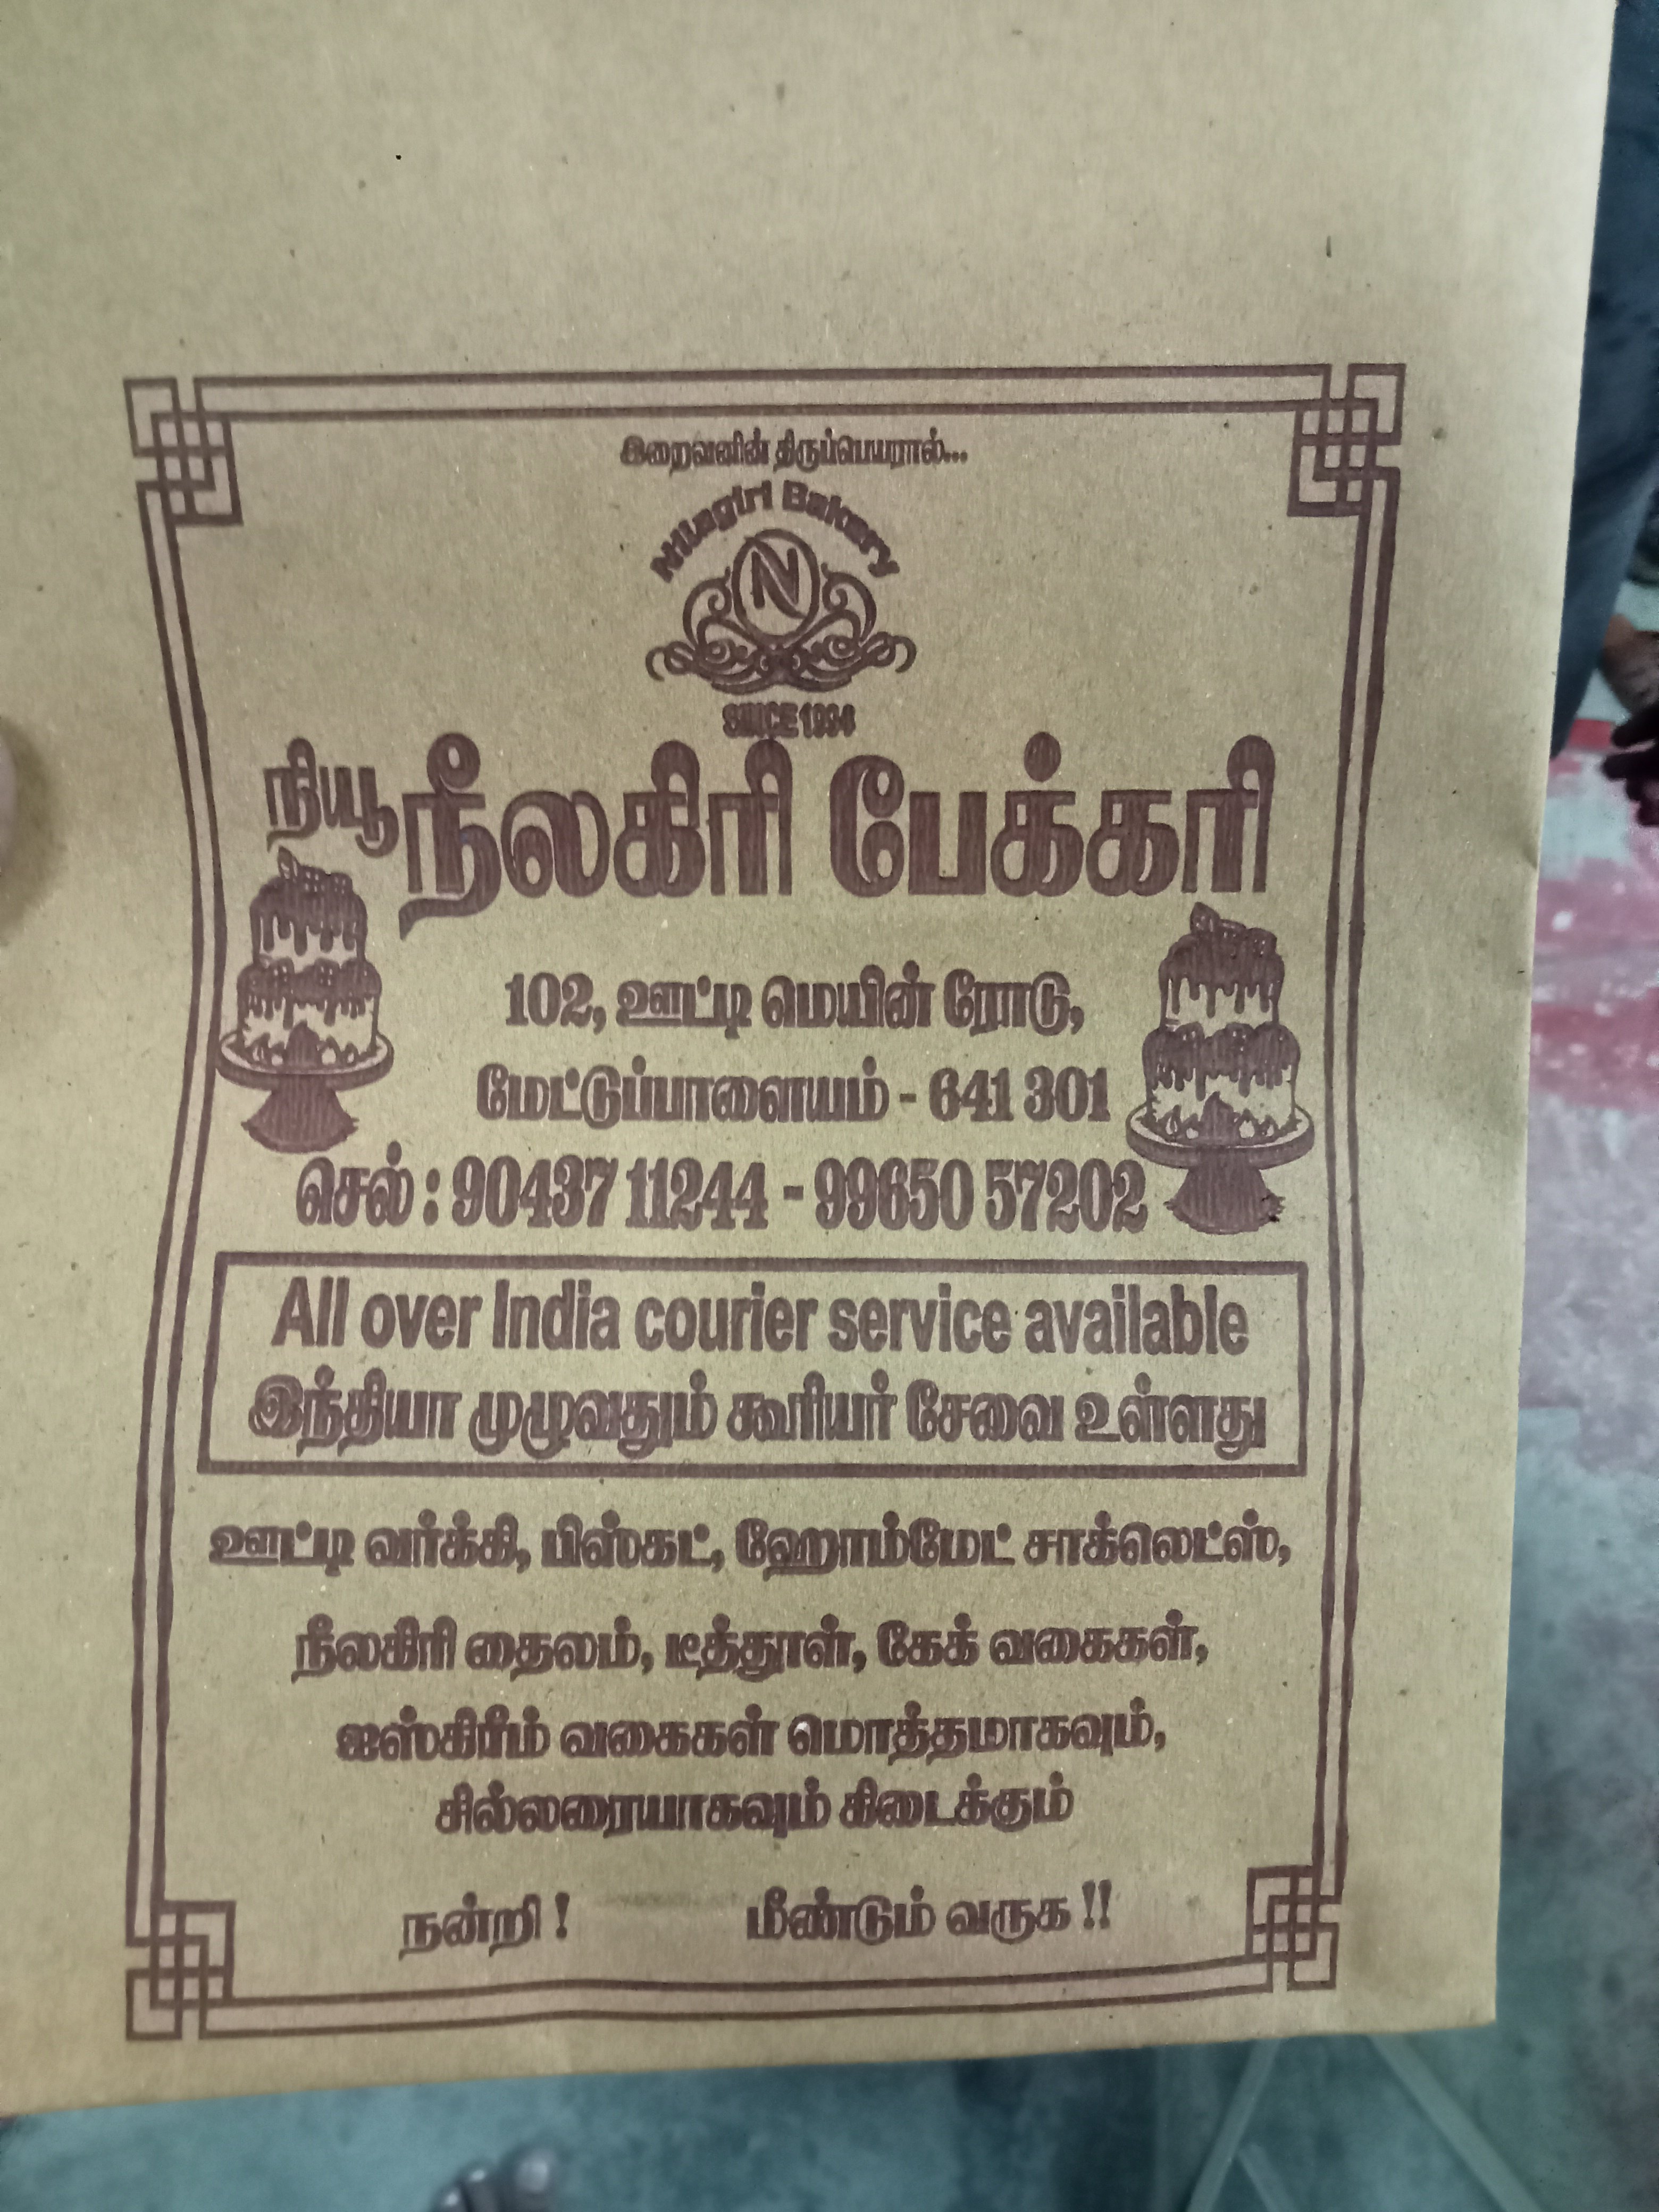 இறைவனின் திருப்பெயரால்...
Nilagiri Bakery
N
SINCE 1994
நியூ நீலகிரி பேக்கரி
102, ஊட்டி மெயின் ரோடு,
மேட்டுப்பாளையம் - 641 301
செல் : 90437 11244 - 99650 57202
All over India courier service available
இந்தியா முழுவதும் கூரியர் சேவை உள்ளது
ஊட்டி வர்க்கி, பிஸ்கட், ஹோம்மேட் சாக்லெட்ஸ்,
நீலகிரி தைலம், டீத்தூள், கேக் வகைகள்,
ஐஸ்கிரீம் வகைகள் மொத்தமாகவும்,
சில்லரையாகவும் கிடைக்கும்
நன்றி ! மீண்டும் வருக !!